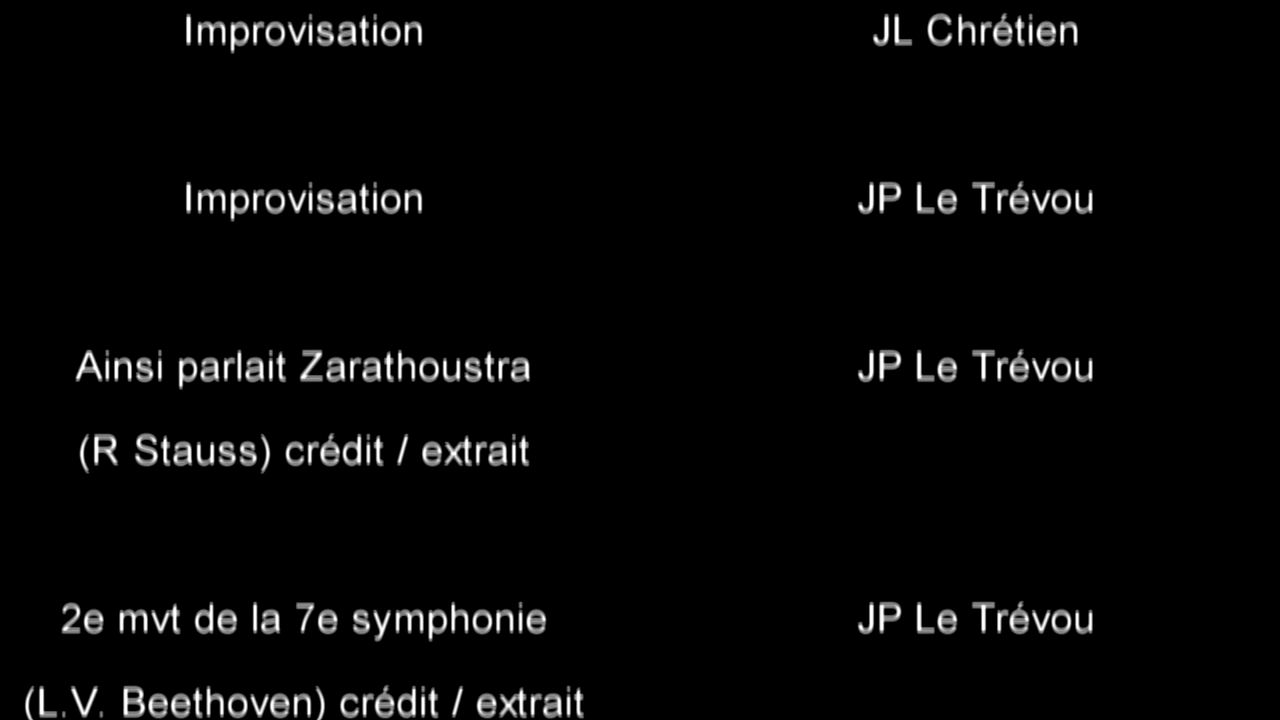 Improvisation JL Chrétien
Improvisation JP Le Trévou
Ainsi parlait Zarathoustra JP Le Trévou
(R Stauss) crédit / extrait
2e mvt de la 7e symphonie JP Le Trévou
(L.V. Beethoven) crédit / extrait